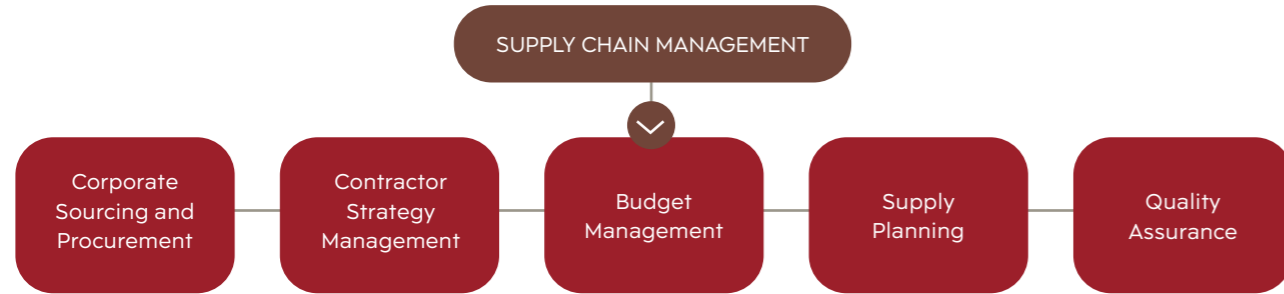 SUPPLY CHAIN MANAGEMENT
Corporate
Sourcing and
Procurement
Contractor
Strategy
Management
Budget
Management
Supply
Planning
Quality
Assurance